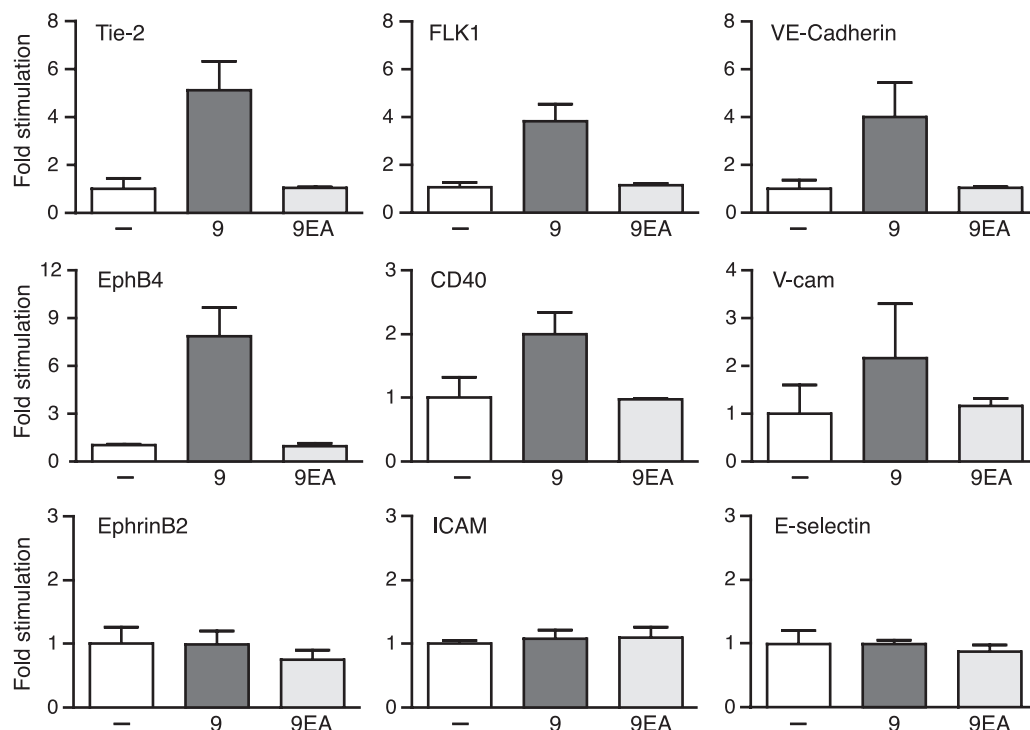 Tie-2 FLK1 VE-Cadherin
Fold stimulation
8 8 8
6 6 6
4 4 4
2 2 2
0 0 0
– 9 9EA – 9 9EA – 9 9EA
EphB4 CD40 V-cam
Fold stimulation
12 3 4
9 2 3
6 1 2
3 0 1
0 0
– 9 9EA – 9 9EA – 9 9EA
EphrinB2 ICAM E-selectin
Fold stimulation
3 3 3
2 2 2
1 1 1
0 0 0
– 9 9EA – 9 9EA – 9 9EA